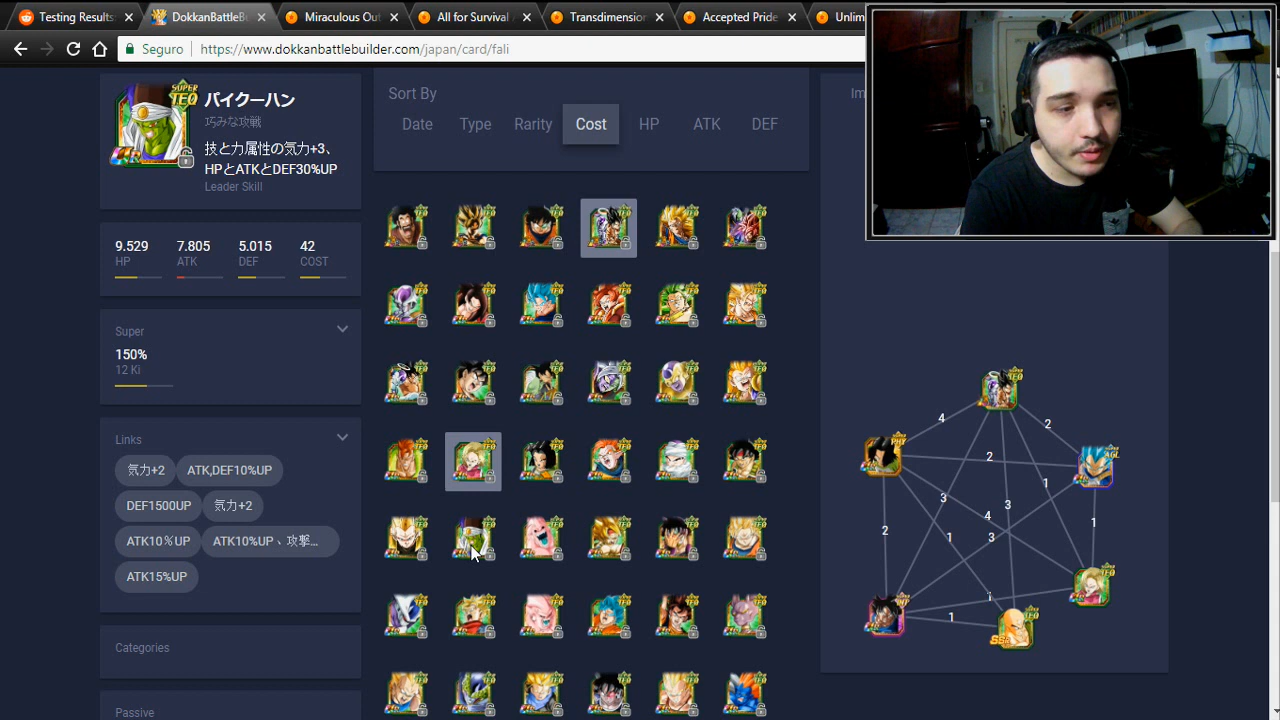 Testing Results:
DokkanBattleB
Miraculous Out
All for Survival
Transdimension
Accepted Pride
Unlim
Seguro
https://www.dokkanbattlebuilder.com/japan/card/fali
SUPER
TEQ
パイクーハン
巧みな攻戦
技と力属性の気力+3、
HPとATKとDEF30%UP
Leader Skill
9.529
7.805
5.015
42
HP
ATK
DEF
COST
Super
150%
12 Ki
Links
気力+2
ATK,DEF10%UP
DEF1500UP
気力+2
ATK10％UP
ATK10%UP、攻撃...
ATK15%UP
Categories
Passive
Sort By
Date
Type
Rarity
Cost
HP
ATK
DEF
Im
4
2
2
1
3
3
4
2
1
3
1
1
1